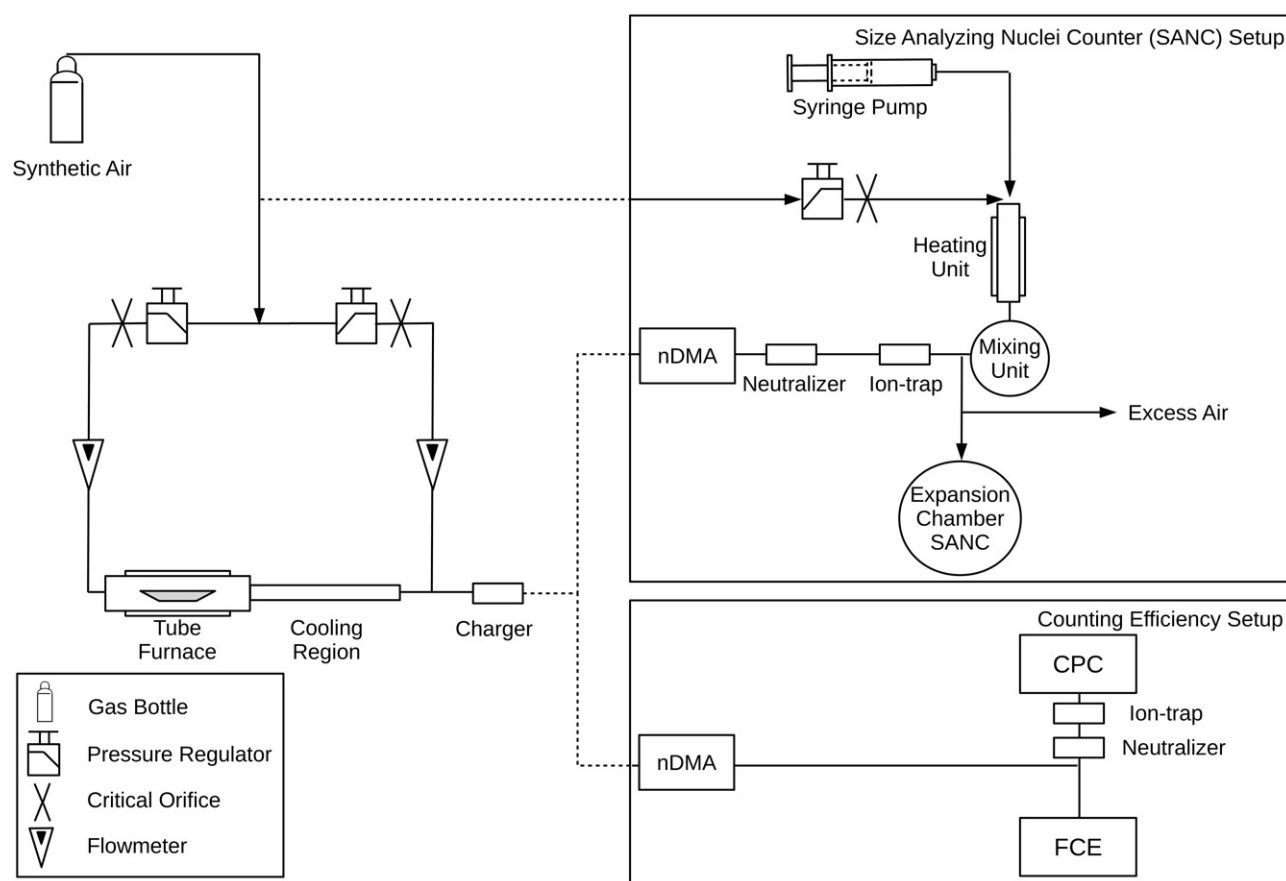 Size Analyzing Nuclei Counter (SANC) Setup
Syringe Pump
Synthetic Air
Heating
Unit
nDMA
Neutralizer
Ion-trap
Mixing
Unit
Excess Air
Expansion
Chamber
SANC
Tube
Furnace
Cooling
Region
Charger
Counting Efficiency Setup
CPC
Ion-trap
Neutralizer
nDMA
FCE
Gas Bottle
Pressure Regulator
Critical Orifice
Flowmeter